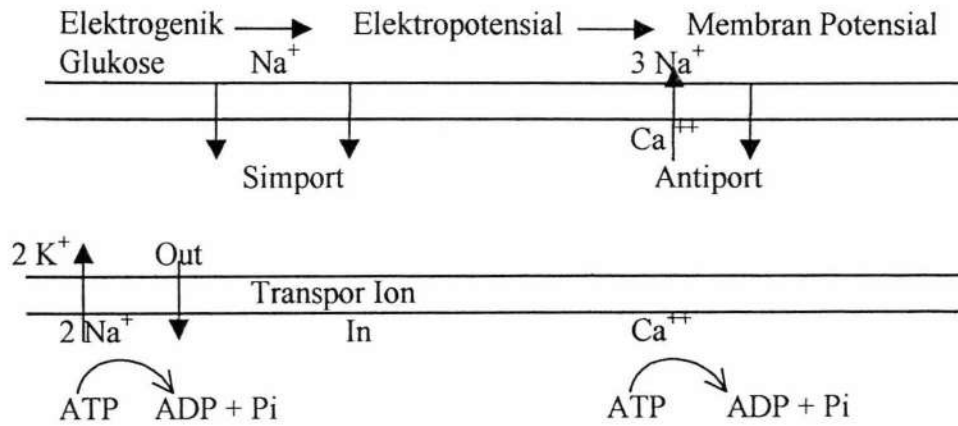 Elektrogenik Elektropotensial Membran Potensial
Glukose Na⁺ 3 Na⁺
Ca⁺⁺
Simport Antiport
2 K⁺ Out
Transpor Ion
2 Na⁺ In Ca⁺⁺
ATP ADP + Pi ATP ADP + Pi